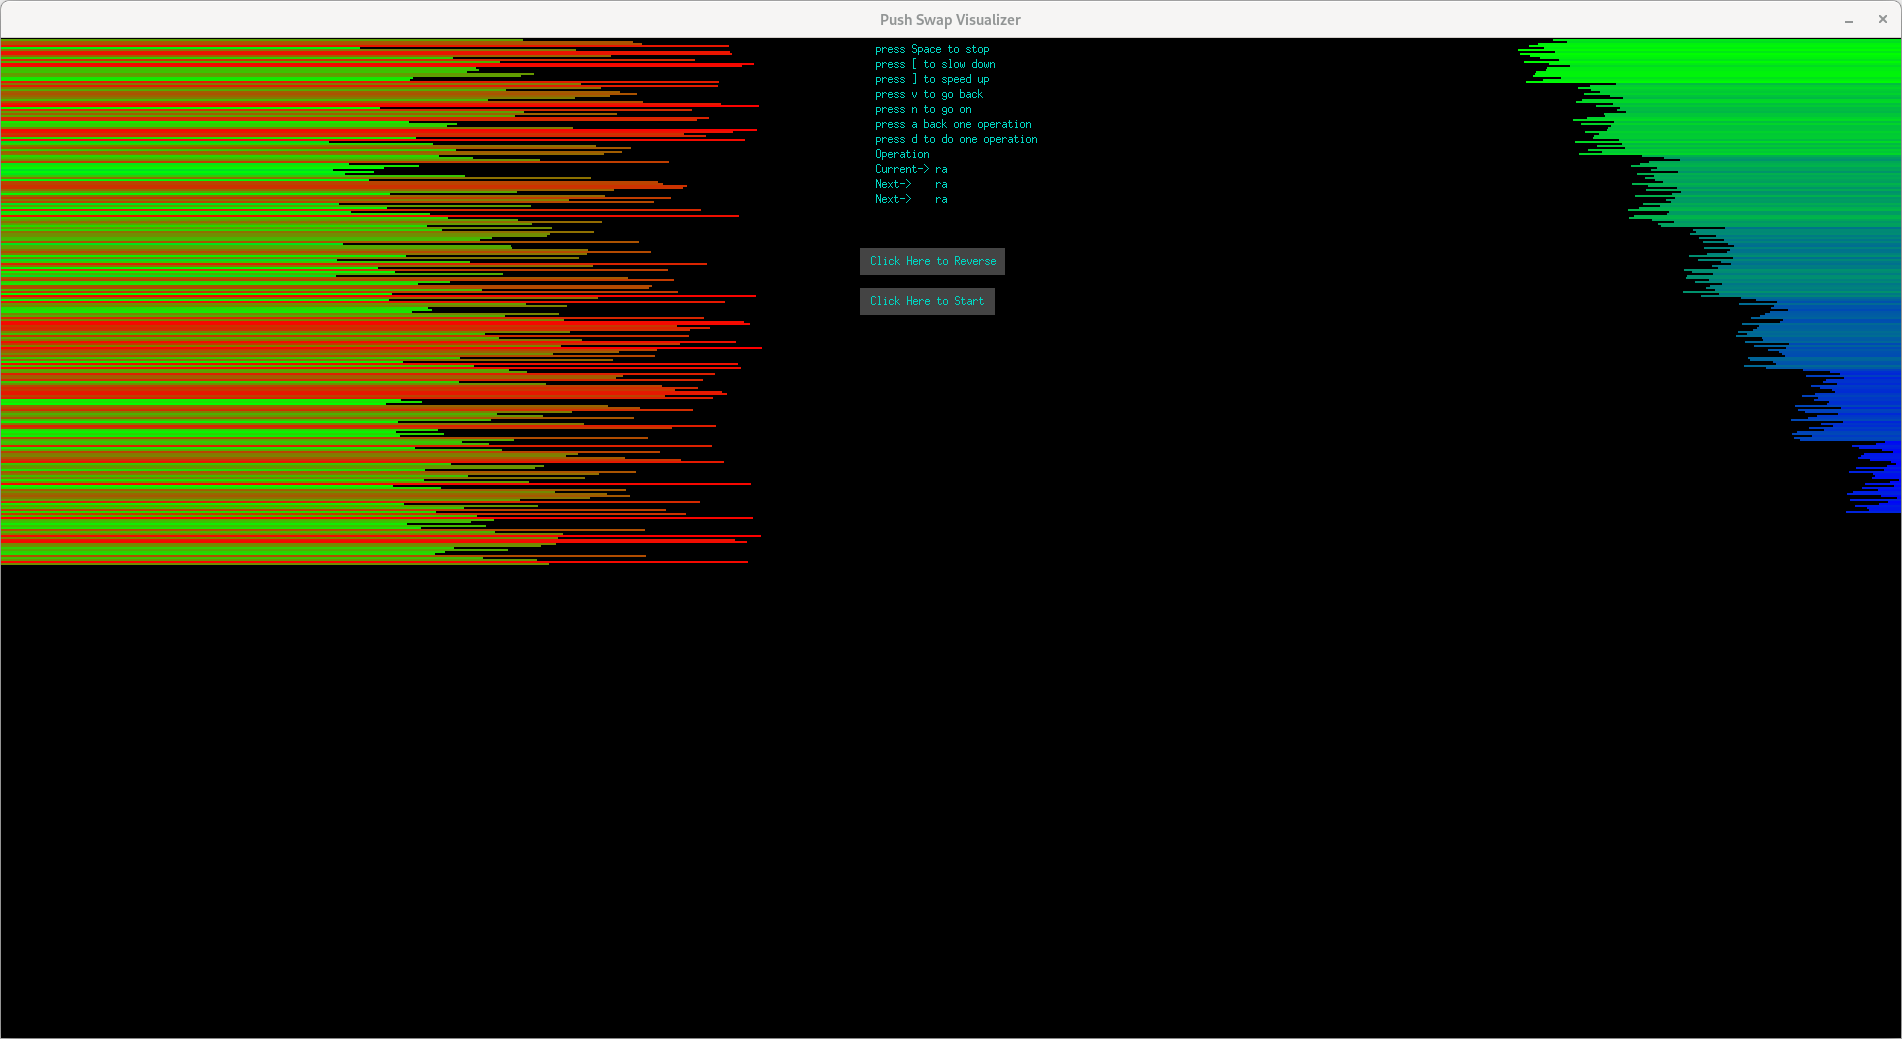 Push Swap Visualizer
press Space to stop
press [ to slow down
press ] to speed up
press v to go back
press n to go on
press a back one operation
press d to do one operation
Operation
Current-> ra
Next->    ra
Next->    ra
Click Here to Reverse
Click Here to Start